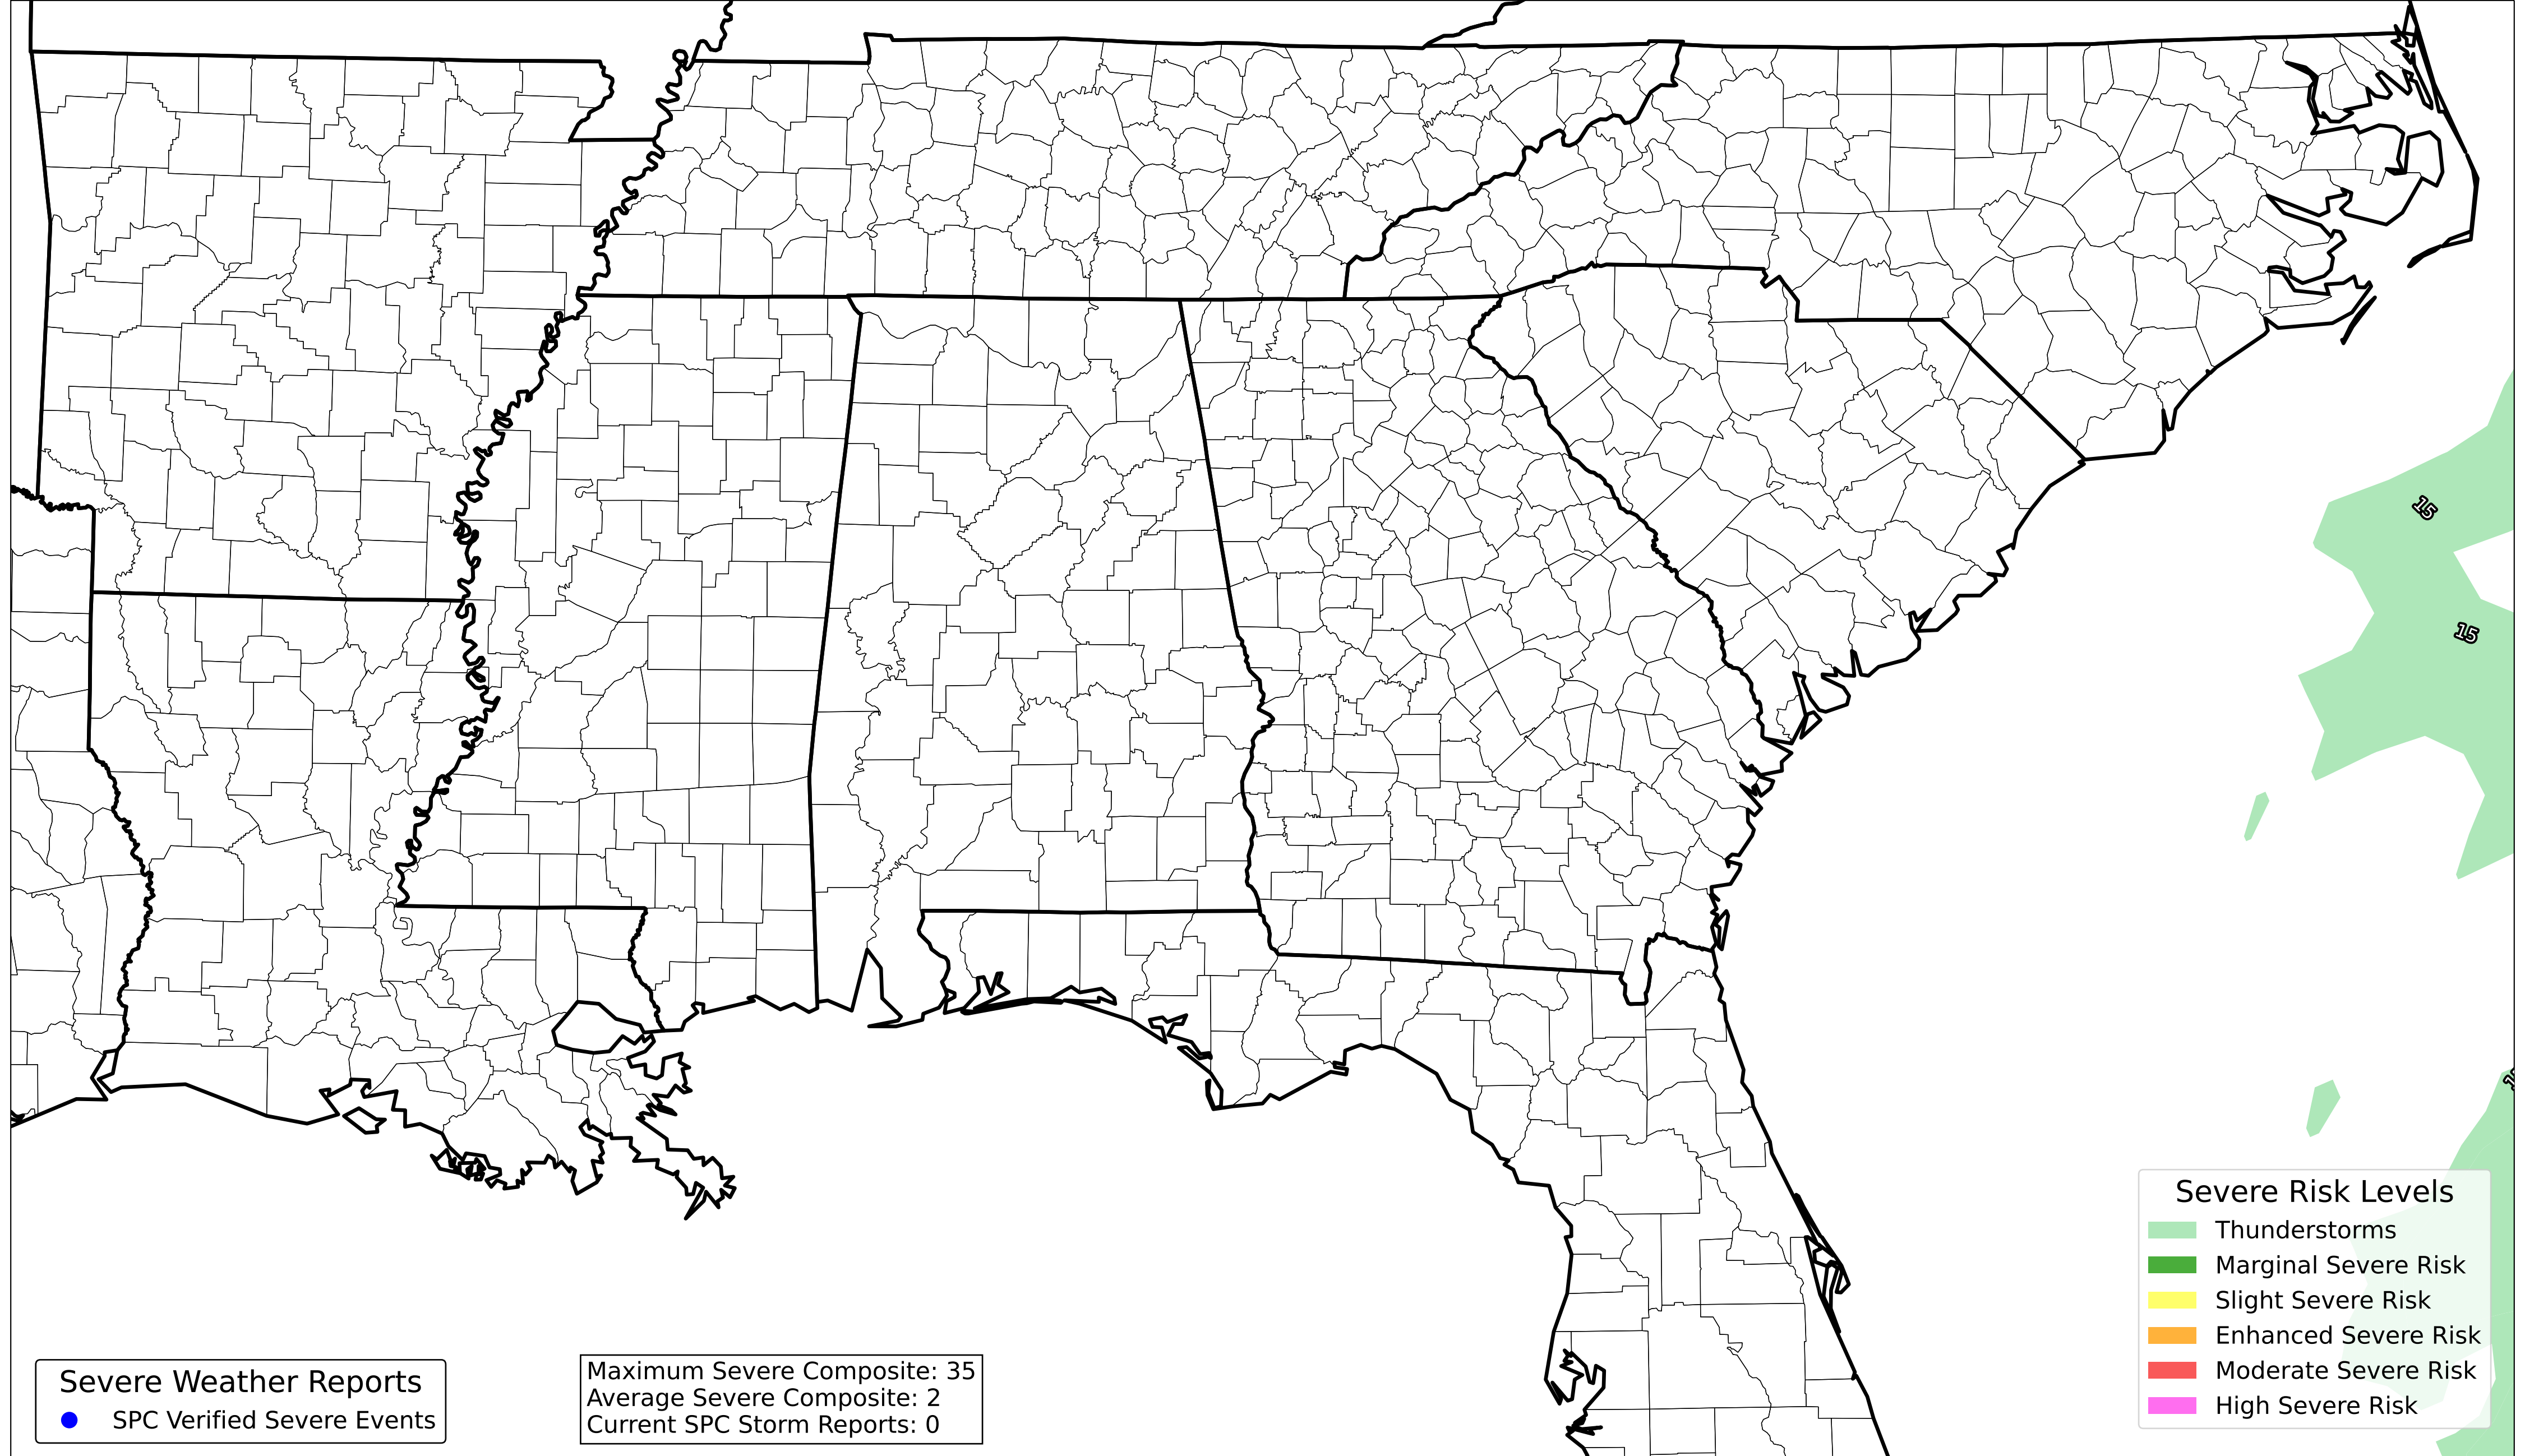 15
15
Severe Risk Levels
Thunderstorms
Marginal Severe Risk
Slight Severe Risk
Enhanced Severe Risk
Moderate Severe Risk
High Severe Risk
Severe Weather Reports
SPC Verified Severe Events
Maximum Severe Composite: 35
Average Severe Composite: 2
Current SPC Storm Reports: 0